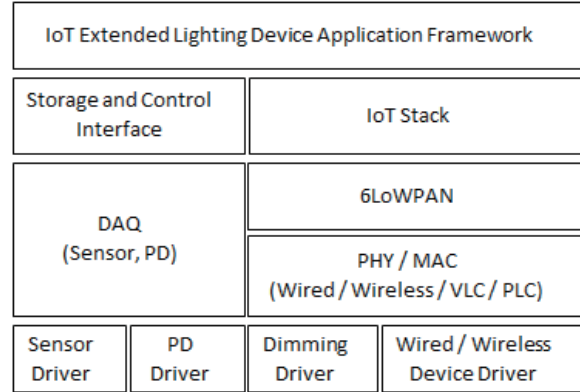 IoT Extended Lighting Device Application Framework
Storage and Control
Interface
IoT Stack
DAQ
(Sensor, PD)
6LoWPAN
PHY / MAC
(Wired / Wireless / VLC / PLC)
Sensor
Driver
PD
Driver
Dimming
Driver
Wired / Wireless
Device Driver